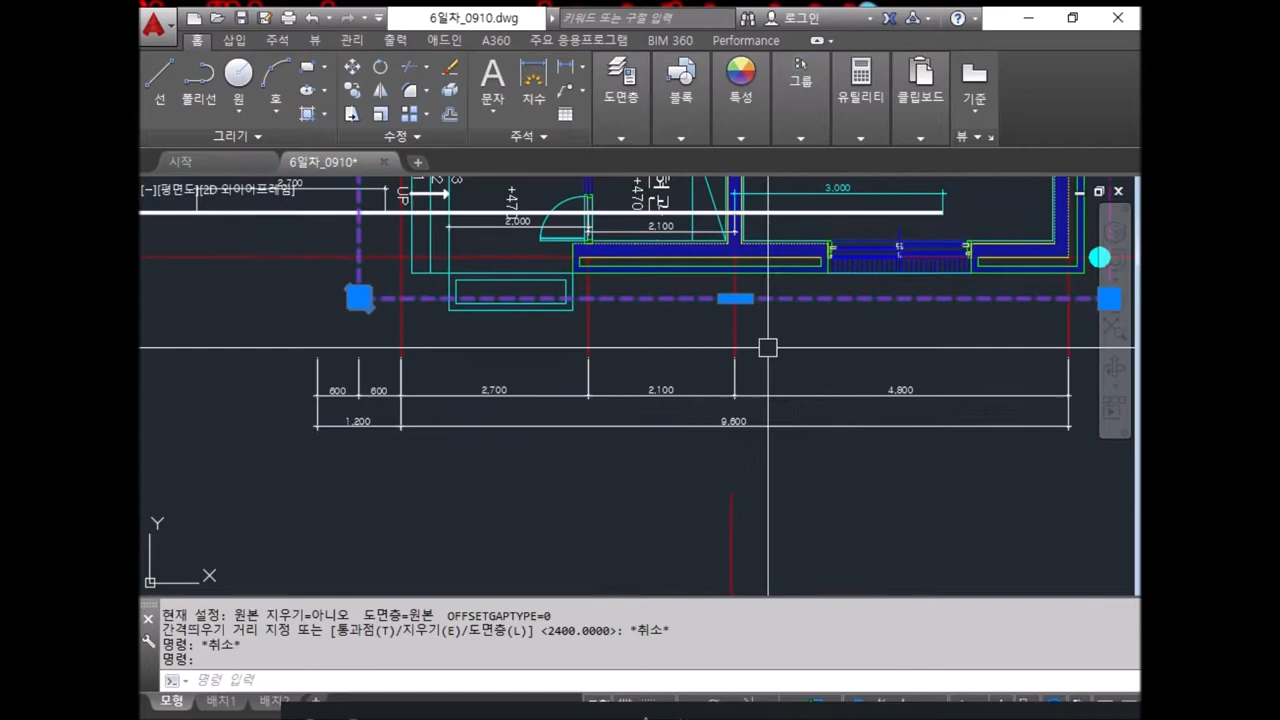 6일차_0910.dwg 키워드 또는 구절 입력 로그인
홈 삽입 주석 뷰 관리 출력 애드인 A360 주요 응용프로그램 BIM 360 Performance
선 폴리선 원 호 문자 치수 도면층 블록 특성 그룹 유틸리티 클립보드 기준
그리기 수정 주석 뷰
시작 6일차_0910*
[−][평면도][2D 와이어프레임]
2,700
UP
1
2
3
+470
3,000
2,000
2,100
600 600 2,700 2,100 4,800
1,200 9,600
Y
X
현재 설정: 원본 지우기=아니오 도면층=원본 OFFSETGAPTYPE=0
간격띄우기 거리 지정 또는 [통과점(T)/지우기(E)/도면층(L)] <2400.0000>: *취소*
명령: *취소*
명령:
명령 입력
모형 배치1 배치2